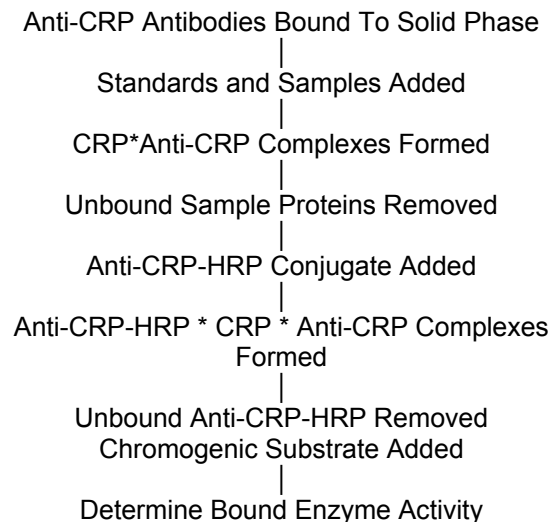 Anti-CRP Antibodies Bound To Solid Phase
Standards and Samples Added
CRP*Anti-CRP Complexes Formed
Unbound Sample Proteins Removed
Anti-CRP-HRP Conjugate Added
Anti-CRP-HRP * CRP * Anti-CRP Complexes
Formed
Unbound Anti-CRP-HRP Removed
Chromogenic Substrate Added
Determine Bound Enzyme Activity